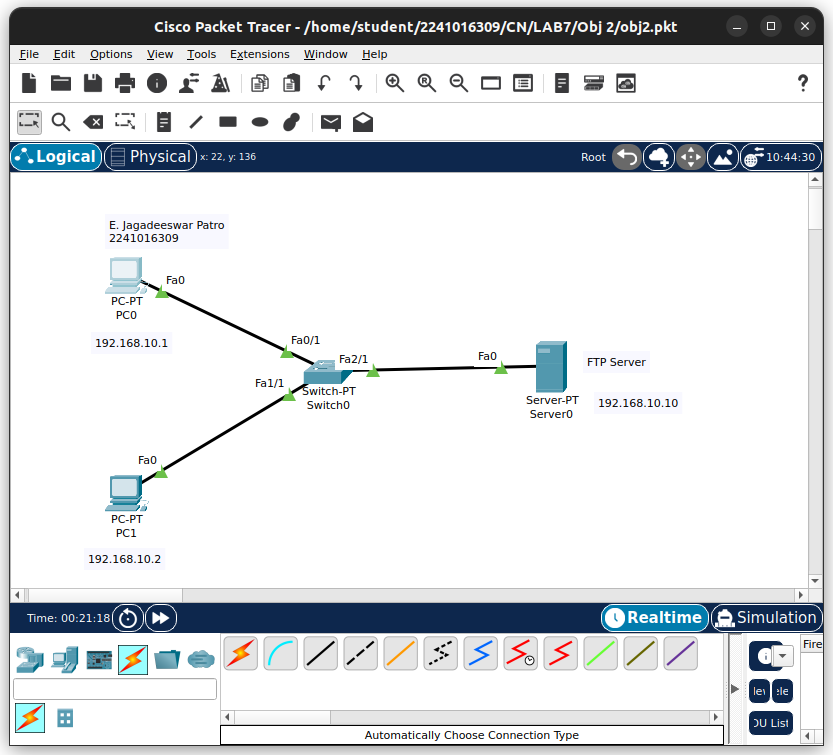 Cisco Packet Tracer - /home/student/2241016309/CN/LAB7/Obj 2/obj2.pkt
File Edit Options View Tools Extensions Window Help
?
Logical Physical x: 22, y: 136 Root 10:44:30
E. Jagadeeswar Patro
2241016309
Fa0
PC-PT
PC0
192.168.10.1
Fa0/1
Fa2/1
Fa0
FTP Server
Fa1/1
Switch-PT
Switch0
Server-PT
Server0
192.168.10.10
Fa0
PC-PT
PC1
192.168.10.2
Time: 00:21:18 Realtime Simulation
Fire
DU List
Automatically Choose Connection Type